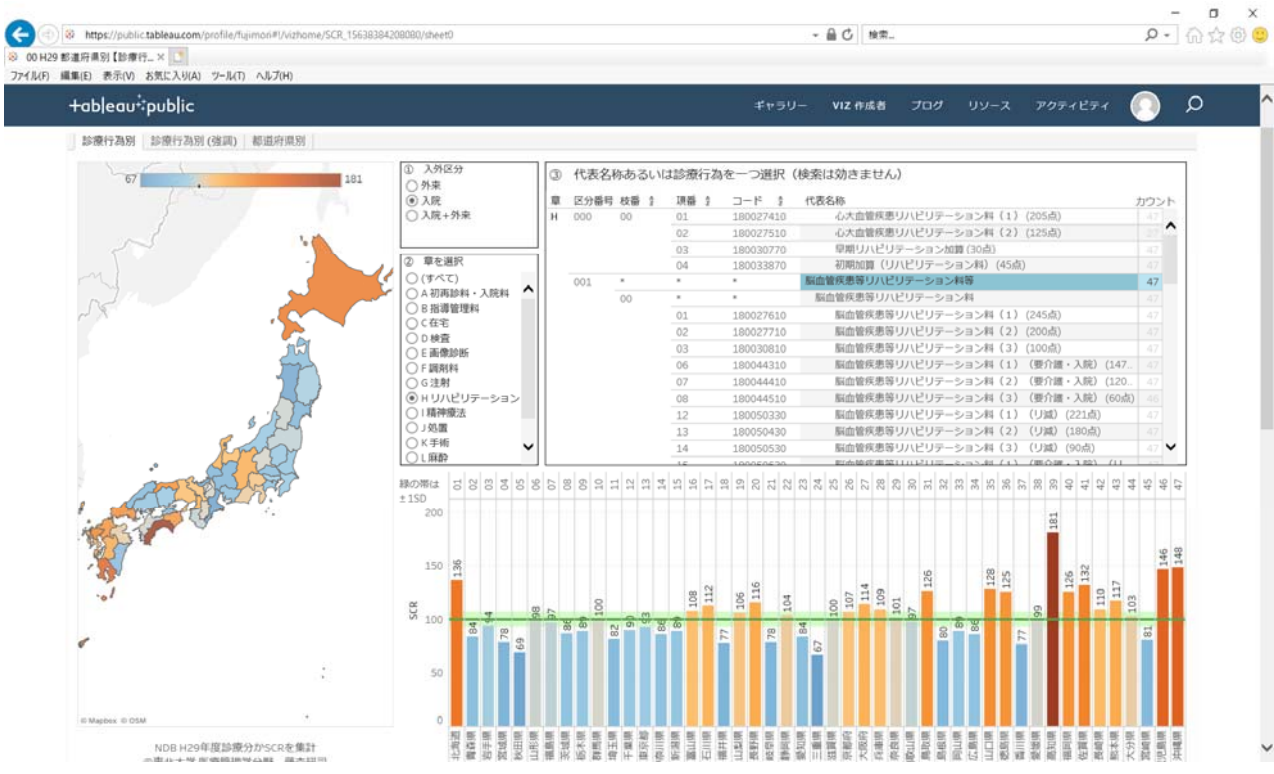 https://public.tableau.com/profile/fujimori#!/vizhome/SCR_15638384208080/sheet0
検索...
00 H29 都道府県別【診療行...
ファイル(F) 編集(E) 表示(V) お気に入り(A) ツール(T) ヘルプ(H)
+ableau public
ギャラリー VIZ 作成者 ブログ リソース アクティビティ
診療行為別 診療行為別 (強調) 都道府県別
67 181
© Mapbox © OSM
NDB H29年度診療分からSCRを集計
① 入外区分
外来
入院
入院+外来
② 章を選択
(すべて)
A 初再診料・入院料
B 指導管理料
C 在宅
D 検査
E 画像診断
F 調剤料
G 注射
H リハビリテーション
I 精神療法
J 処置
K 手術
L 麻酔
③ 代表名称あるいは診療行為を一つ選択(検索は効きません)
章 区分番号 枝番 項番 コード 代表名称 カウント
H 000 00 01 180027410 心大血管疾患リハビリテーション料(1)(205点) 47
02 180027510 心大血管疾患リハビリテーション料(2)(125点)
03 180030770 早期リハビリテーション加算 (30点) 47
04 180033870 初期加算(リハビリテーション料)(45点) 47
001 * * * 脳血管疾患等リハビリテーション料等 47
00 * * 脳血管疾患等リハビリテーション料
01 180027610 脳血管疾患等リハビリテーション料(1)(245点) 47
02 180027710 脳血管疾患等リハビリテーション料(2)(200点) 47
03 180030810 脳血管疾患等リハビリテーション料(3)(100点) 47
06 180044310 脳血管疾患等リハビリテーション料(1)(要介護・入院)(147.. 47
07 180044410 脳血管疾患等リハビリテーション料(2)(要介護・入院)(120.. 47
08 180044510 脳血管疾患等リハビリテーション料(3)(要介護・入院)(60点) 46
12 180050330 脳血管疾患等リハビリテーション料(1)(リ減)(221点) 47
13 180050430 脳血管疾患等リハビリテーション料(2)(リ減)(180点) 47
14 180050530 脳血管疾患等リハビリテーション料(3)(リ減)(90点) 47
緑の帯は
±1SD
01 02 03 04 05 06 07 08 09 10 11 12 13 14 15 16 17 18 19 20 21 22 23 24 25 26 27 28 29 30 31 32 33 34 35 36 37 38 39 40 41 42 43 44 45 46 47
SCR
200
150
100
50
0
136 84 94 78 69 98 97 86 89 100 82 90 93 86 89 108 112 77 106 116 78 104 84 67 100 107 114 109 101 97 126 80 89 86 128 125 77 99 181 126 132 110 117 103 81 146 148
北海道 青森県 岩手県 宮城県 秋田県 山形県 福島県 茨城県 栃木県 群馬県 埼玉県 千葉県 東京都 奈川県 新潟県 富山県 石川県 福井県 山梨県 長野県 岐阜県 静岡県 愛知県 三重県 滋賀県 京都府 大阪府 兵庫県 奈良県 歌山県 鳥取県 島根県 岡山県 広島県 山口県 徳島県 香川県 愛媛県 高知県 福岡県 佐賀県 長崎県 熊本県 大分県 宮崎県 児島県 沖縄県